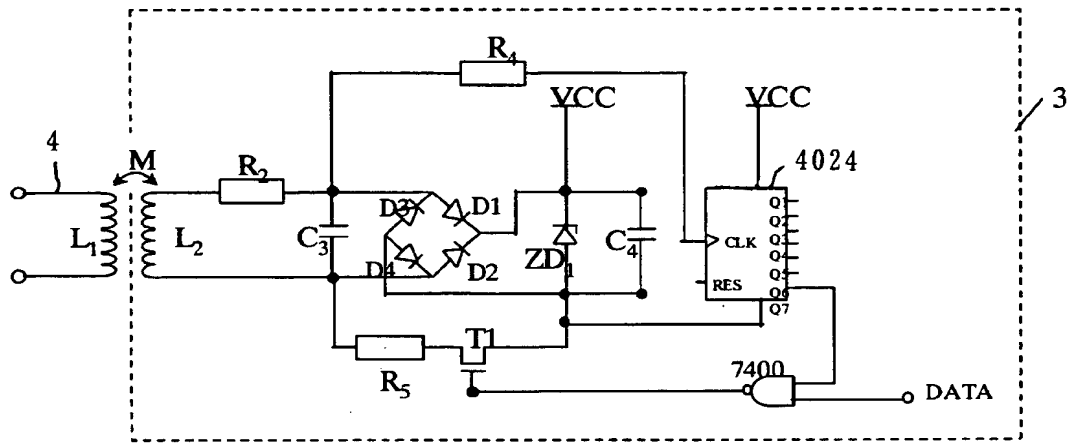 R4
VCC
VCC
3
4
M
R2
4024
L1
L2
C3
D3
D1
D4
D2
ZD1
C4
CLK
RES
Q1
Q2
Q3
Q4
Q5
Q6
Q7
R5
T1
7400
DATA